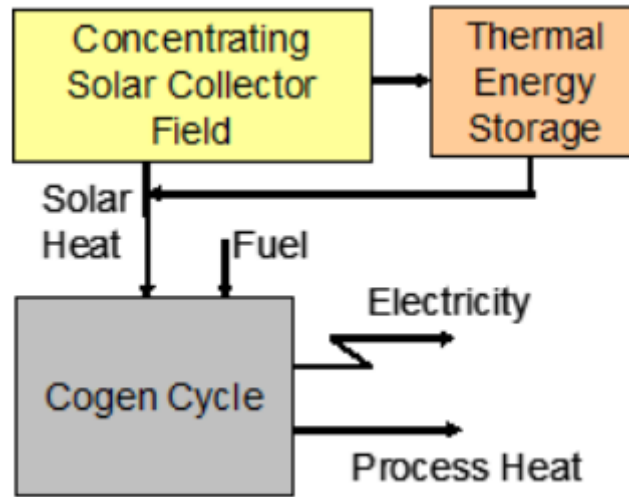 Concentrating
Solar Collector
Field
Thermal
Energy
Storage
Solar
Heat
Fuel
Electricity
Cogen Cycle
Process Heat